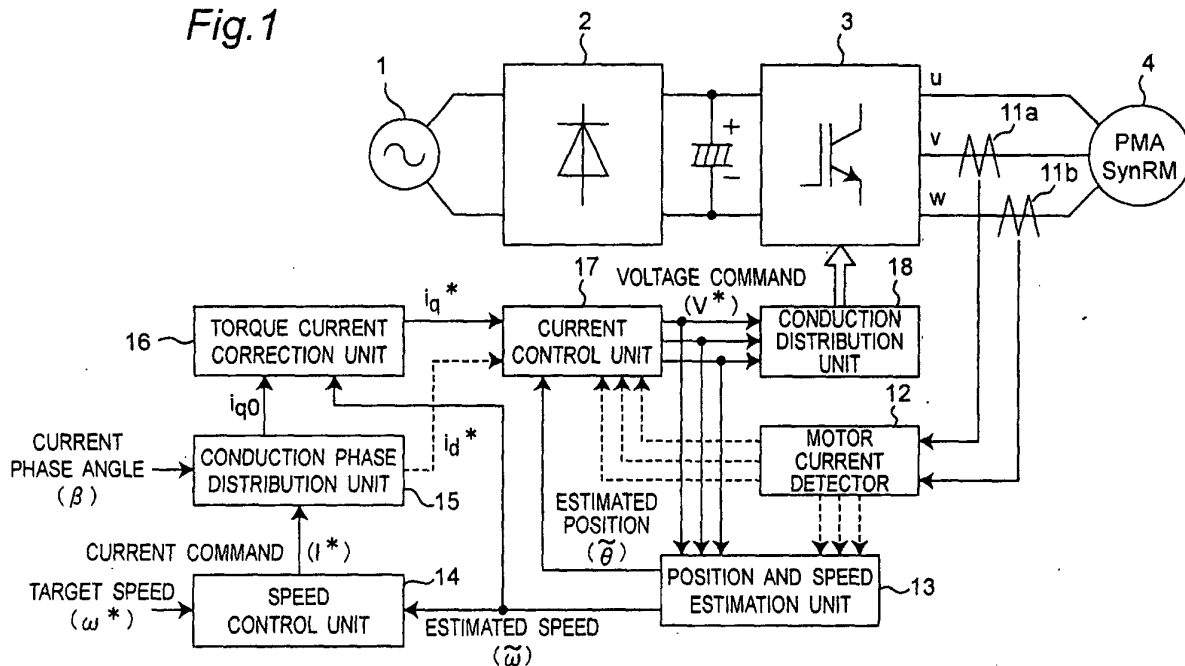 Fig.1
1
2
3
4
u
v
w
11a
11b
PMA
SynRM
+
−
17
VOLTAGE COMMAND
(V*)
18
16
TORQUE CURRENT
CORRECTION UNIT
iq*
CURRENT
CONTROL UNIT
CONDUCTION
DISTRIBUTION
UNIT
12
iq0
id*
MOTOR
CURRENT
DETECTOR
CURRENT
PHASE ANGLE
(β)
CONDUCTION PHASE
DISTRIBUTION UNIT
15
ESTIMATED
POSITION
(θ̃)
CURRENT COMMAND (I*)
14
TARGET SPEED
(ω*)
SPEED
CONTROL UNIT
ESTIMATED SPEED
(ω̃)
POSITION AND SPEED
ESTIMATION UNIT
13